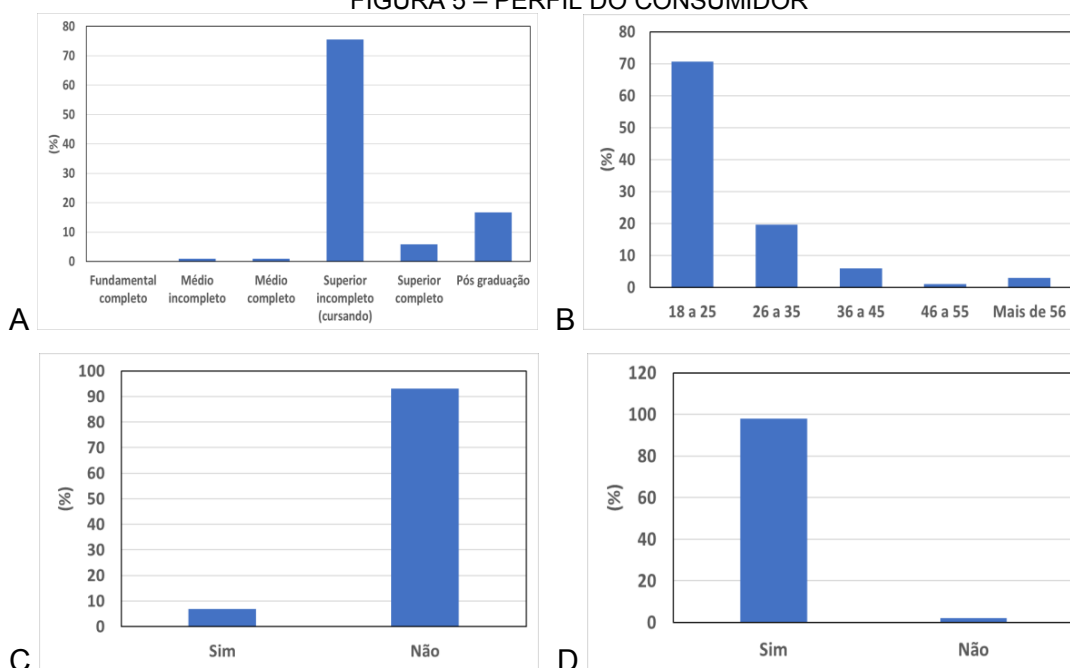 FIGURA 5 – PERFIL DO CONSUMIDOR
80
70
60
50
40
30
20
10
0
(%)
Fundamental completo
Médio incompleto
Médio completo
Superior incompleto (cursando)
Superior completo
Pós graduação
A
80
70
60
50
40
30
20
10
0
(%)
18 a 25
26 a 35
36 a 45
46 a 55
Mais de 56
B
100
90
80
70
60
50
40
30
20
10
0
(%)
Sim
Não
C
120
100
80
60
40
20
0
(%)
Sim
Não
D